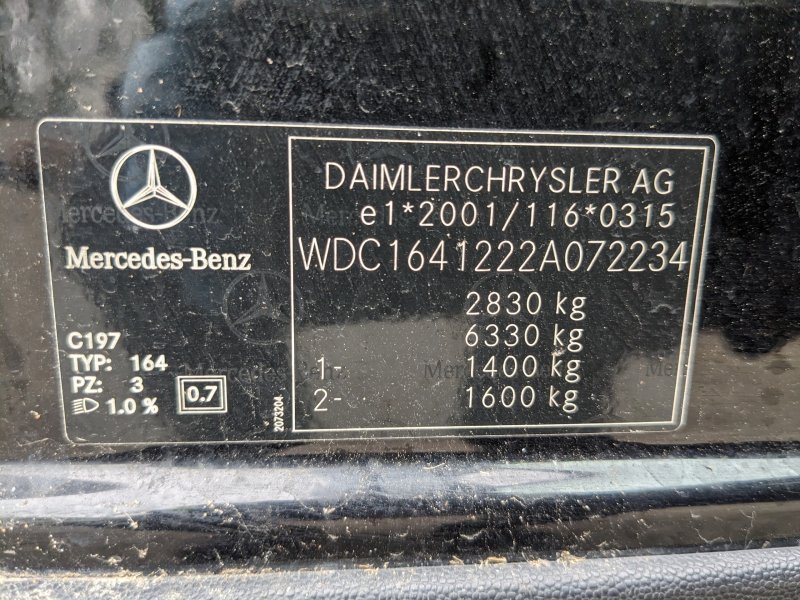 Mercedes-Benz
C197
TYP: 164
PZ: 3
1.0 %
0.7
2073204
DAIMLERCHRYSLER AG
e1*2001/116*0315
WDC1641222A072234
2830 kg
6330 kg
1- 1400 kg
2- 1600 kg